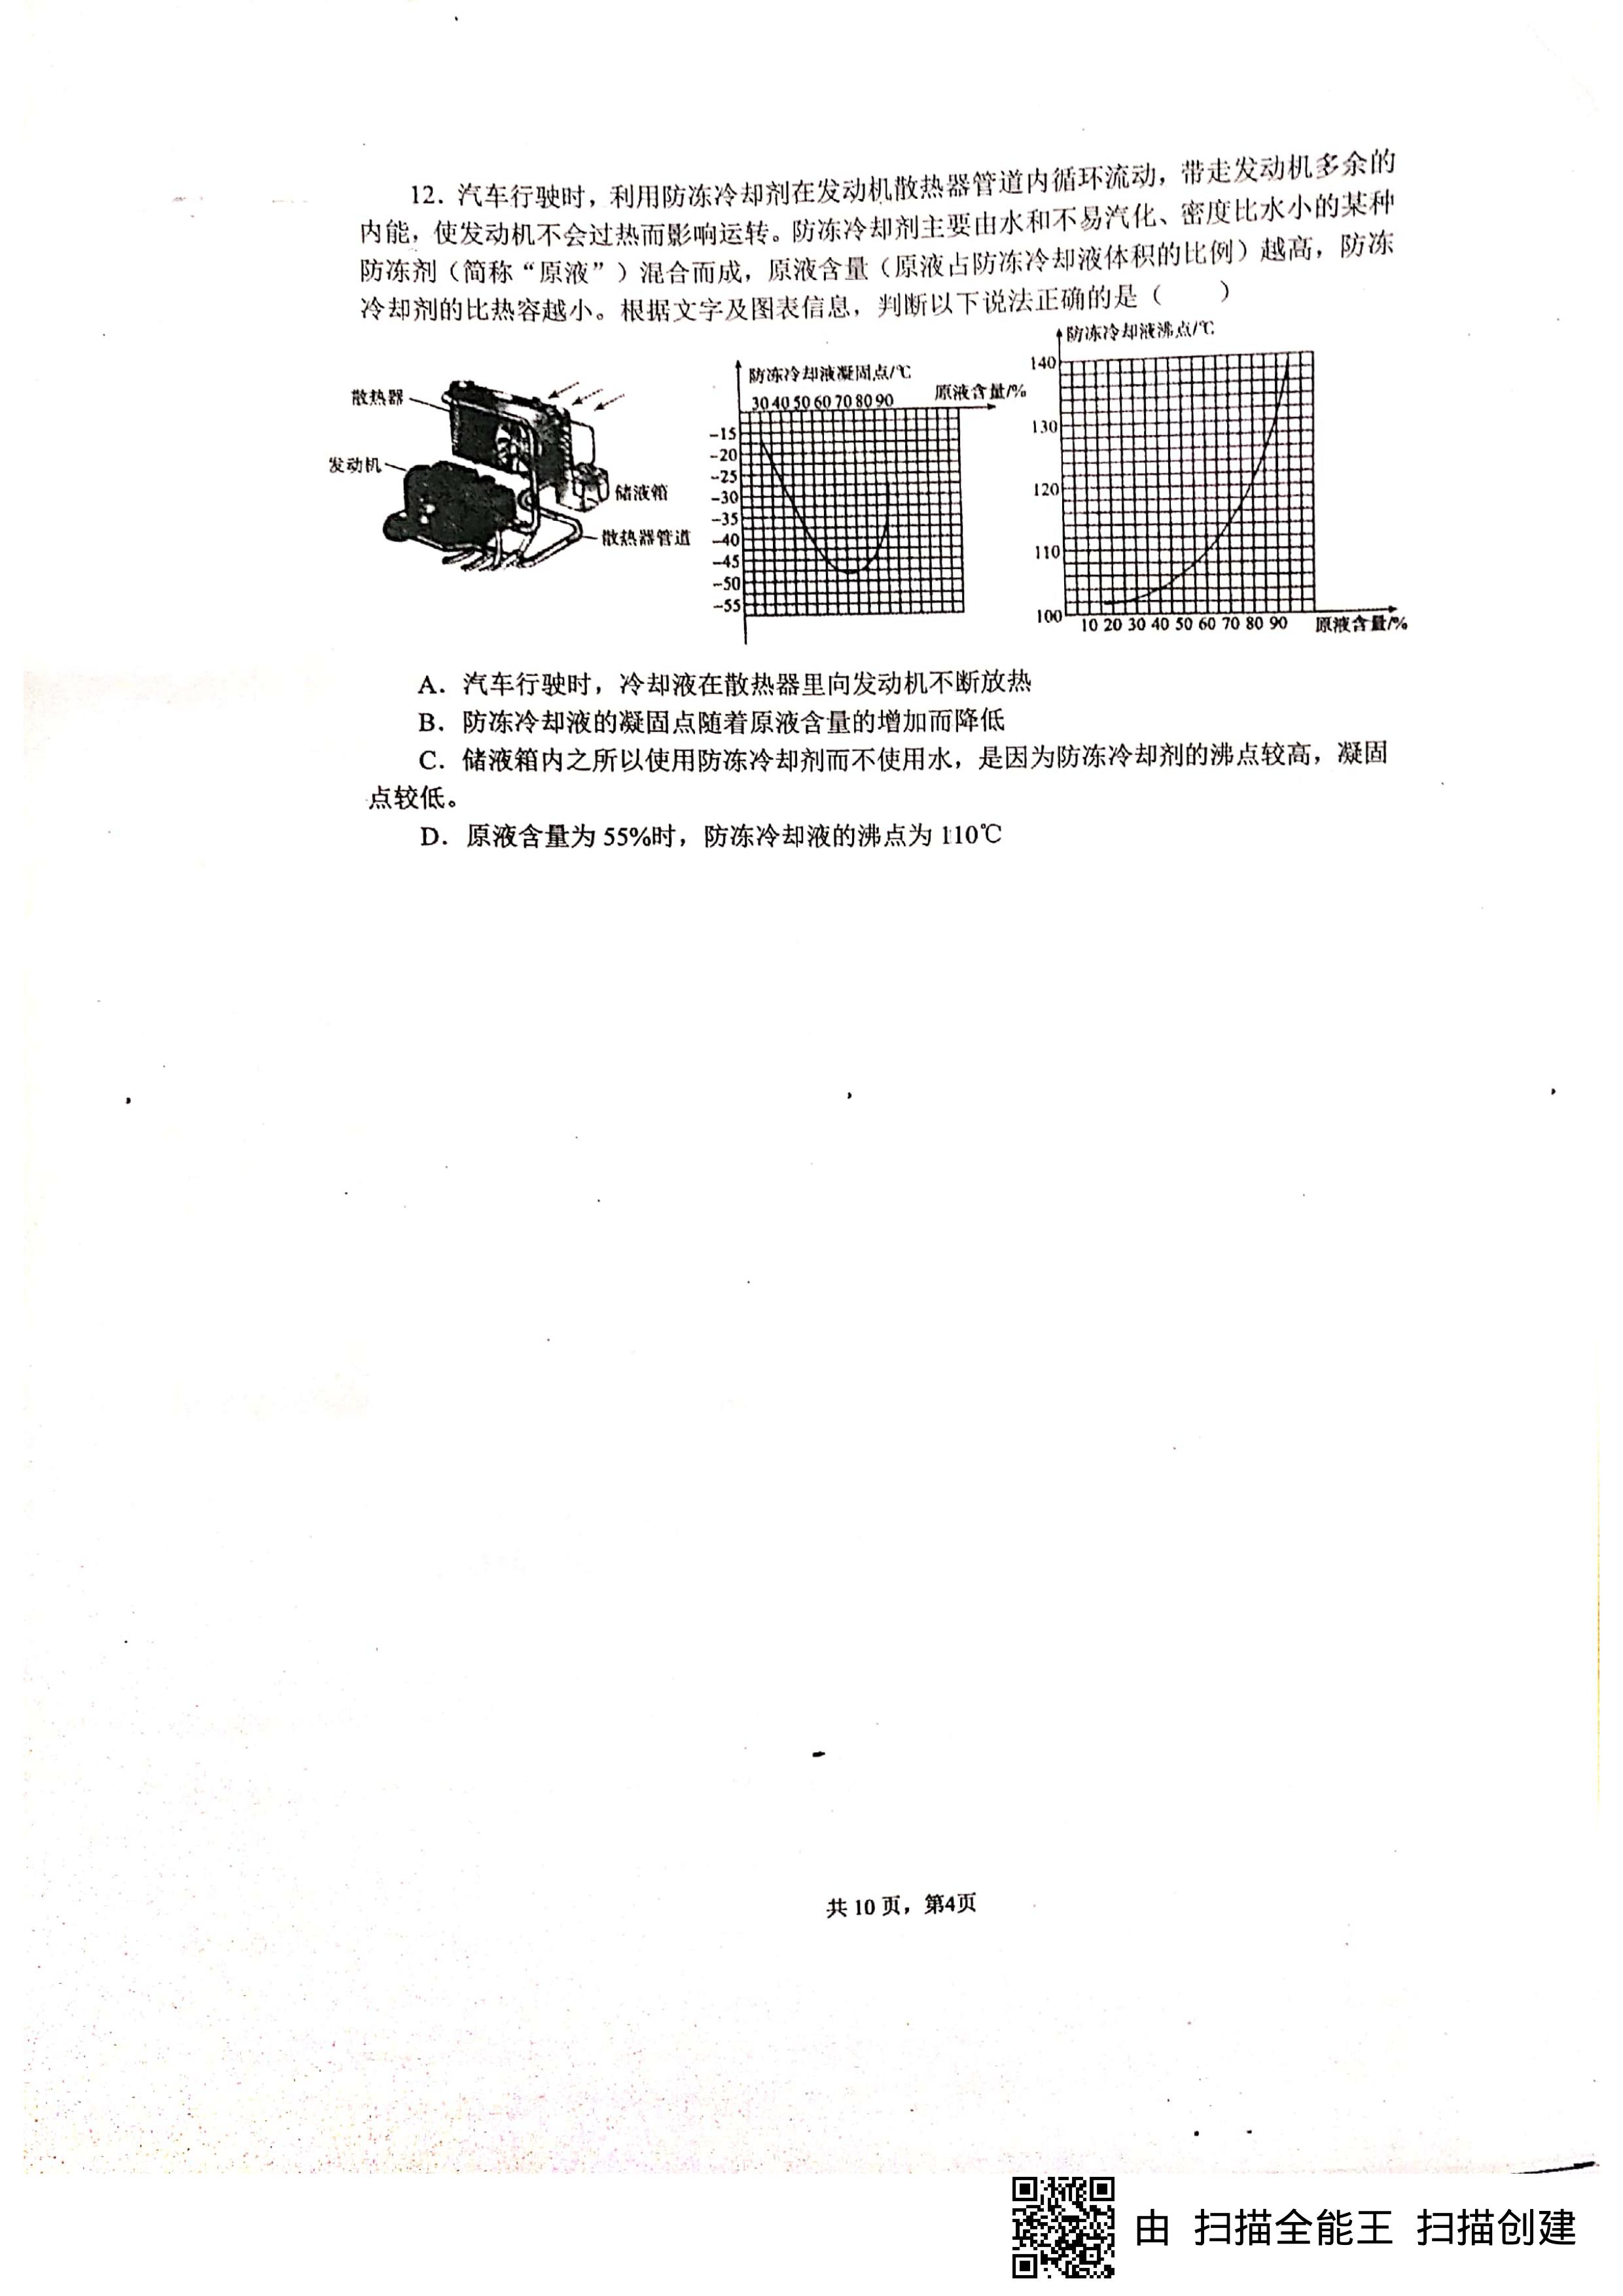 12．汽车行驶时，利用防冻冷却剂在发动机散热器管道内循环流动，带走发动机多余的
内能，使发动机不会过热而影响运转。防冻冷却剂主要由水和不易汽化、密度比水小的某种
防冻剂（简称“原液”）混合而成，原液含量（原液占防冻冷却液体积的比例）越高，防冻
冷却剂的比热容越小。根据文字及图表信息，判断以下说法正确的是（　　）
散热器
发动机
储液箱
散热器管道
防冻冷却液凝固点/℃
原液含量/%
30 40 50 60 70 80 90
-15
-20
-25
-30
-35
-40
-45
-50
-55
防冻冷却液沸点/℃
140
130
120
110
100
10 20 30 40 50 60 70 80 90
原液含量/%
A．汽车行驶时，冷却液在散热器里向发动机不断放热
B．防冻冷却液的凝固点随着原液含量的增加而降低
C．储液箱内之所以使用防冻冷却剂而不使用水，是因为防冻冷却剂的沸点较高，凝固
点较低。
D．原液含量为 55%时，防冻冷却液的沸点为 110℃
共 10 页，第4页
由 扫描全能王 扫描创建